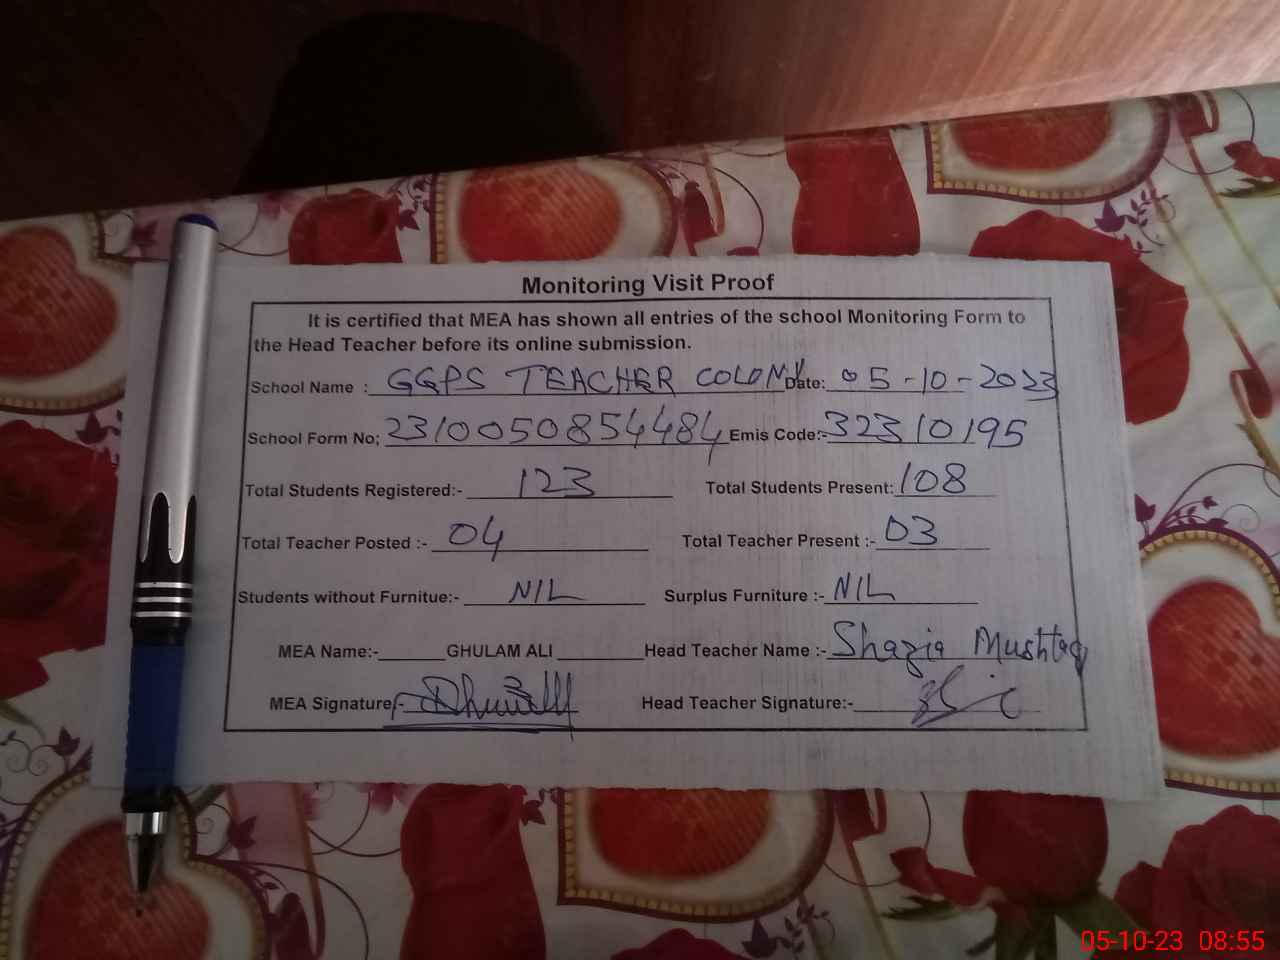 Monitoring Visit Proof
It is certified that MEA has shown all entries of the school Monitoring Form to
the Head Teacher before its online submission.
School Name : GGPS TEACHER COLONY Date: 05-10-2023
School Form No; 2310050854484 Emis Code:- 32310195
Total Students Registered:- 123 Total Students Present: 108
Total Teacher Posted :- 04 Total Teacher Present :- 03
Students without Furnitue:- NIL Surplus Furniture :- NIL
MEA Name:- GHULAM ALI Head Teacher Name :- Shazia Mushtaq
MEA Signature:- Head Teacher Signature:-
05-10-23 08:55